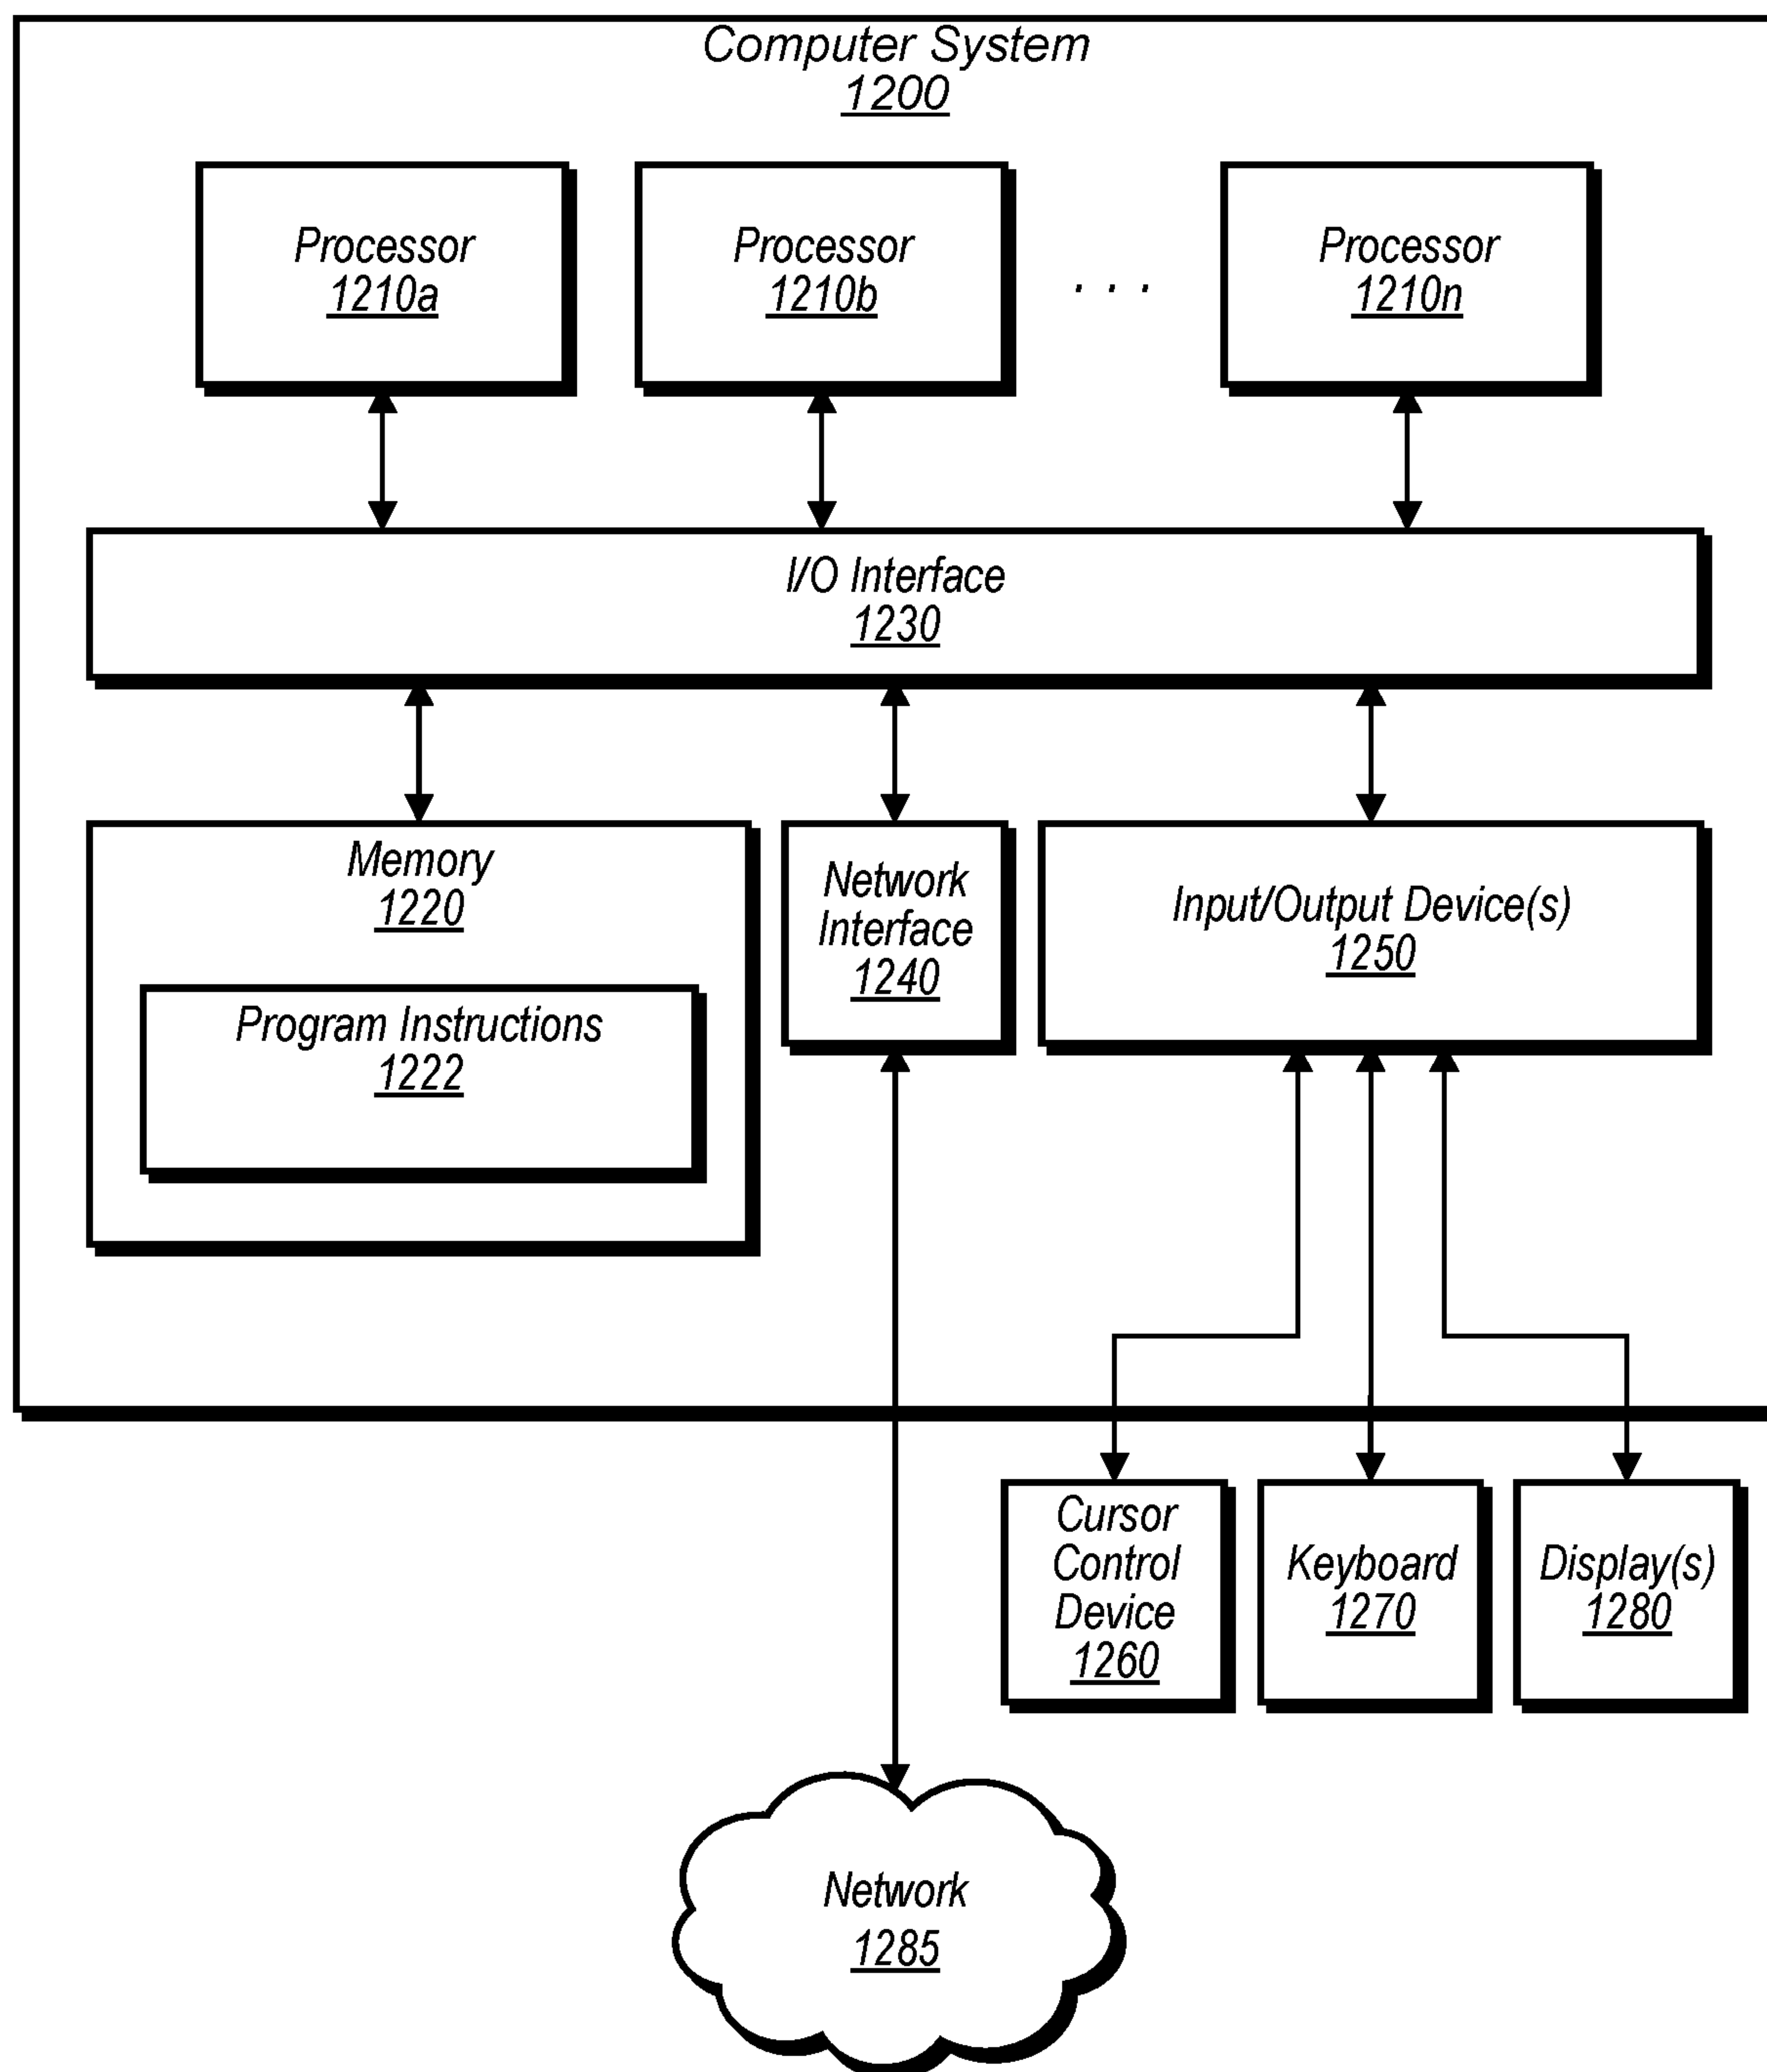 Computer System
1200
Processor
1210a
Processor
1210b
. . .
Processor
1210n
I/O Interface
1230
Memory
1220
Program Instructions
1222
Network
Interface
1240
Input/Output Device(s)
1250
Cursor
Control
Device
1260
Keyboard
1270
Display(s)
1280
Network
1285